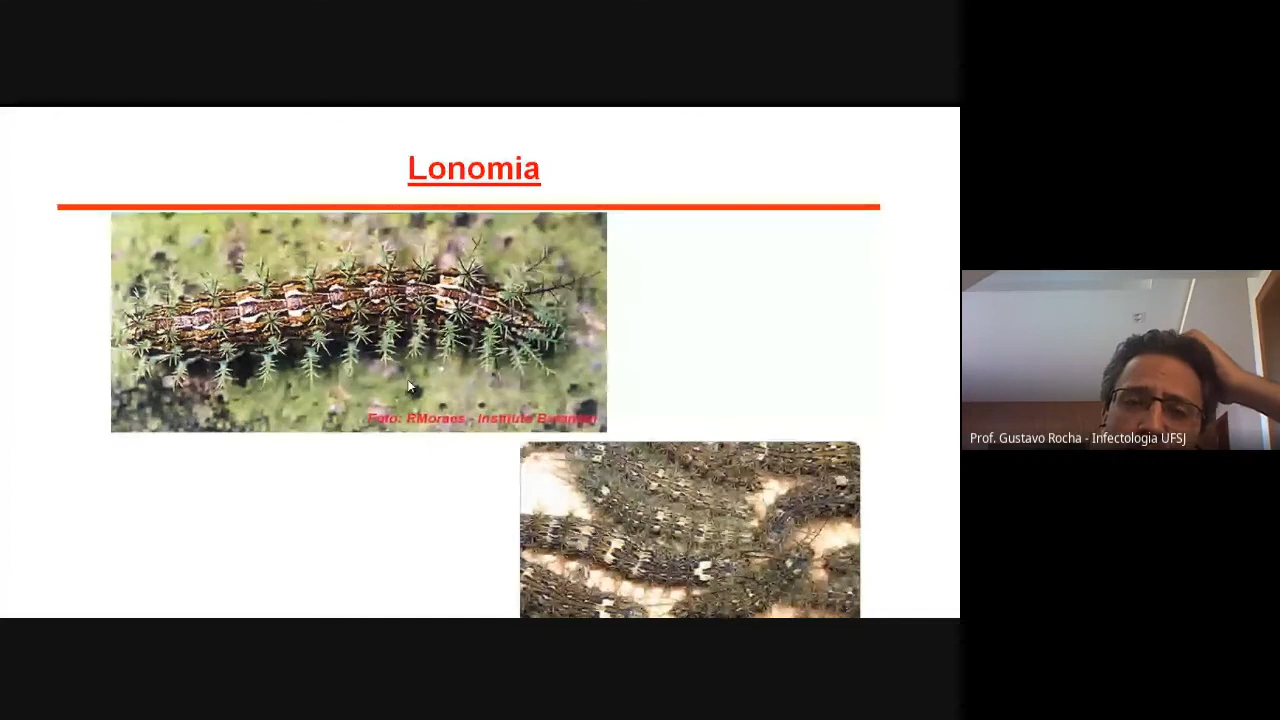 Lonomia
Foto: RMoraes - Instituto Butantan
Prof. Gustavo Rocha - Infectologia UFSJ